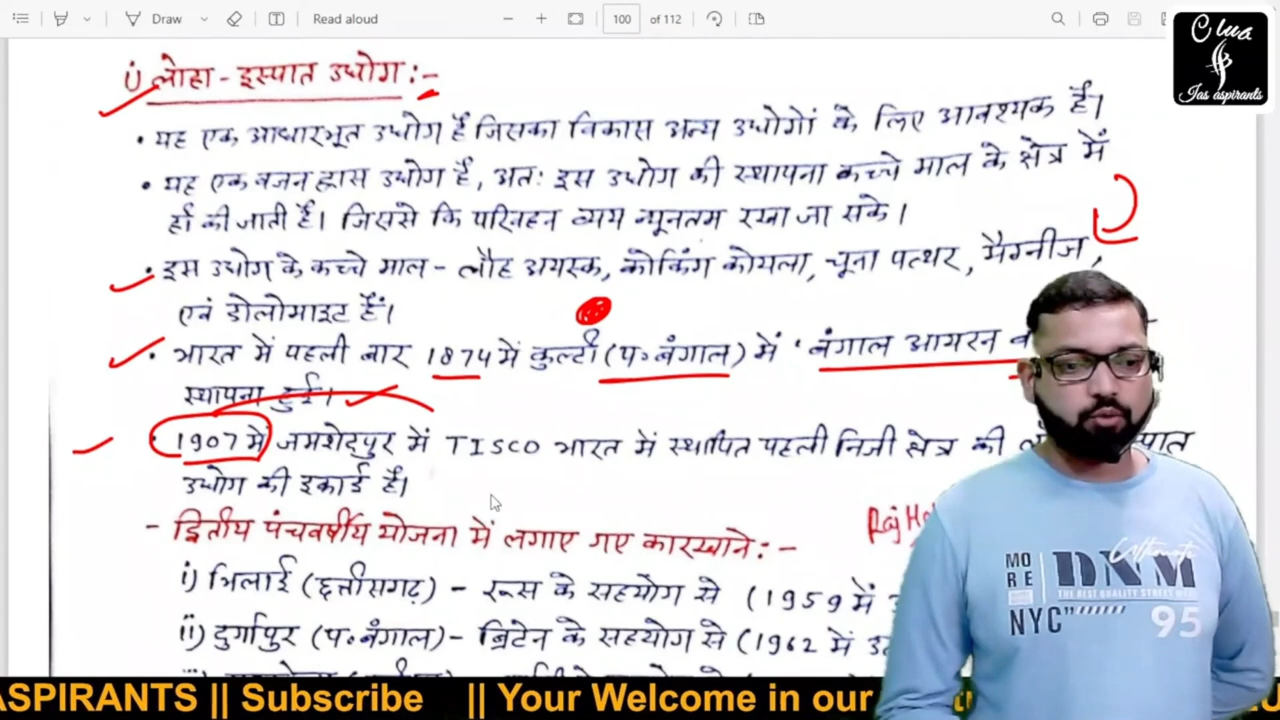 Draw
Read aloud
100 of 112
Clua
Ias aspirants
i) लोहा - इस्पात उद्योग :-
• यह एक आधारभूत उद्योग है जिसका विकास अन्य उद्योगों के लिए आवश्यक है।
• यह एक वजन ह्रास उद्योग है, अतः इस उद्योग की स्थापना कच्चे माल के क्षेत्र में
ही की जाती है। जिससे कि परिवहन व्यय न्यूनतम रखा जा सके।
• इस उद्योग के कच्चे माल - लौह अयस्क, कोकिंग कोयला, चूना पत्थर, मैग्नीज,
एवं डोलोमाइट हैं।
• भारत में पहली बार 1874 में कुल्टी (प॰ बंगाल) में 'बंगाल आयरन व
स्थापना हुई।
• 1907 में जमशेदपुर में TISCO भारत में स्थापित पहली निजी क्षेत्र की
उद्योग की इकाई है।
- द्वितीय पंचवर्षीय योजना में लगाए गए कारखाने :-
Raj
i) भिलाई (छत्तीसगढ़) - रूस के सहयोग से (1959 में
ii) दुर्गापुर (प॰ बंगाल) - ब्रिटेन के सहयोग से (1962 में
MORE NYC
DNM
Ultimate
95
ASPIRANTS || Subscribe || Your Welcome in our